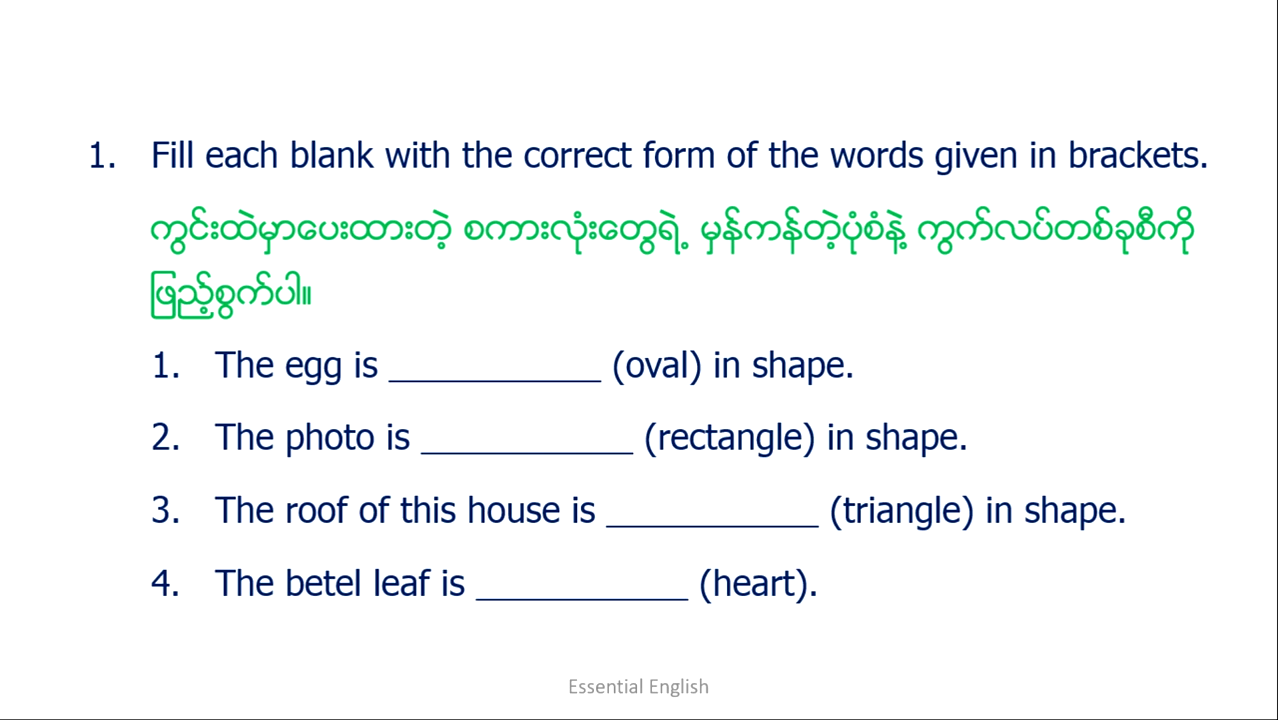 1. Fill each blank with the correct form of the words given in brackets.
ကွင်းထဲမှာပေးထားတဲ့ စကားလုံးတွေရဲ့ မှန်ကန်တဲ့ပုံစံနဲ့ ကွက်လပ်တစ်ခုစီကို
ဖြည့်စွက်ပါ။
1. The egg is ___________ (oval) in shape.
2. The photo is ___________ (rectangle) in shape.
3. The roof of this house is ___________ (triangle) in shape.
4. The betel leaf is ___________ (heart).
Essential English